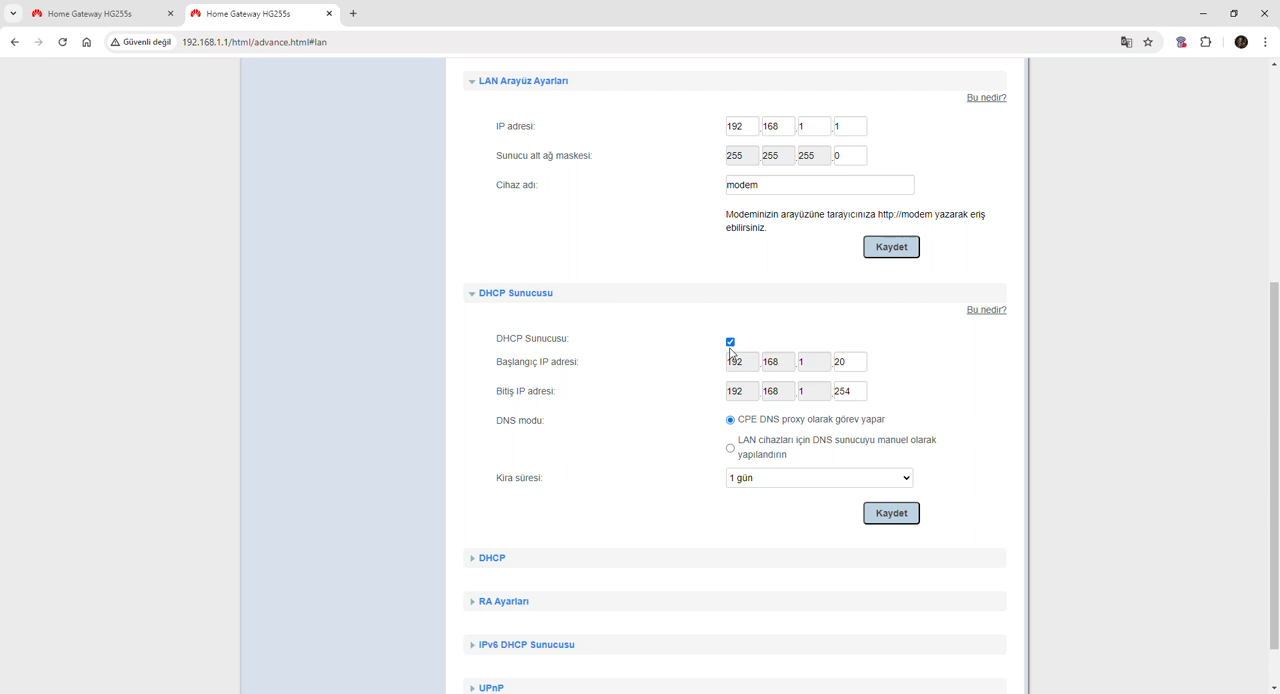 Home Gateway HG255s
Home Gateway HG255s
Güvenli değil
192.168.1.1/html/advance.html#lan
LAN Arayüz Ayarları
Bu nedir?
IP adresi: 192 . 168 . 1 . 1
Sunucu alt ağ maskesi: 255 . 255 . 255 . 0
Cihaz adı: modem
Modeminizin arayüzüne tarayıcınıza http://modem yazarak eriş
ebilirsiniz.
Kaydet
DHCP Sunucusu
Bu nedir?
DHCP Sunucusu:
Başlangıç IP adresi: 192 . 168 . 1 . 20
Bitiş IP adresi: 192 . 168 . 1 . 254
DNS modu: CPE DNS proxy olarak görev yapar
LAN cihazları için DNS sunucuyu manuel olarak
yapılandırın
Kira süresi: 1 gün
Kaydet
DHCP
RA Ayarları
IPv6 DHCP Sunucusu
UPnP